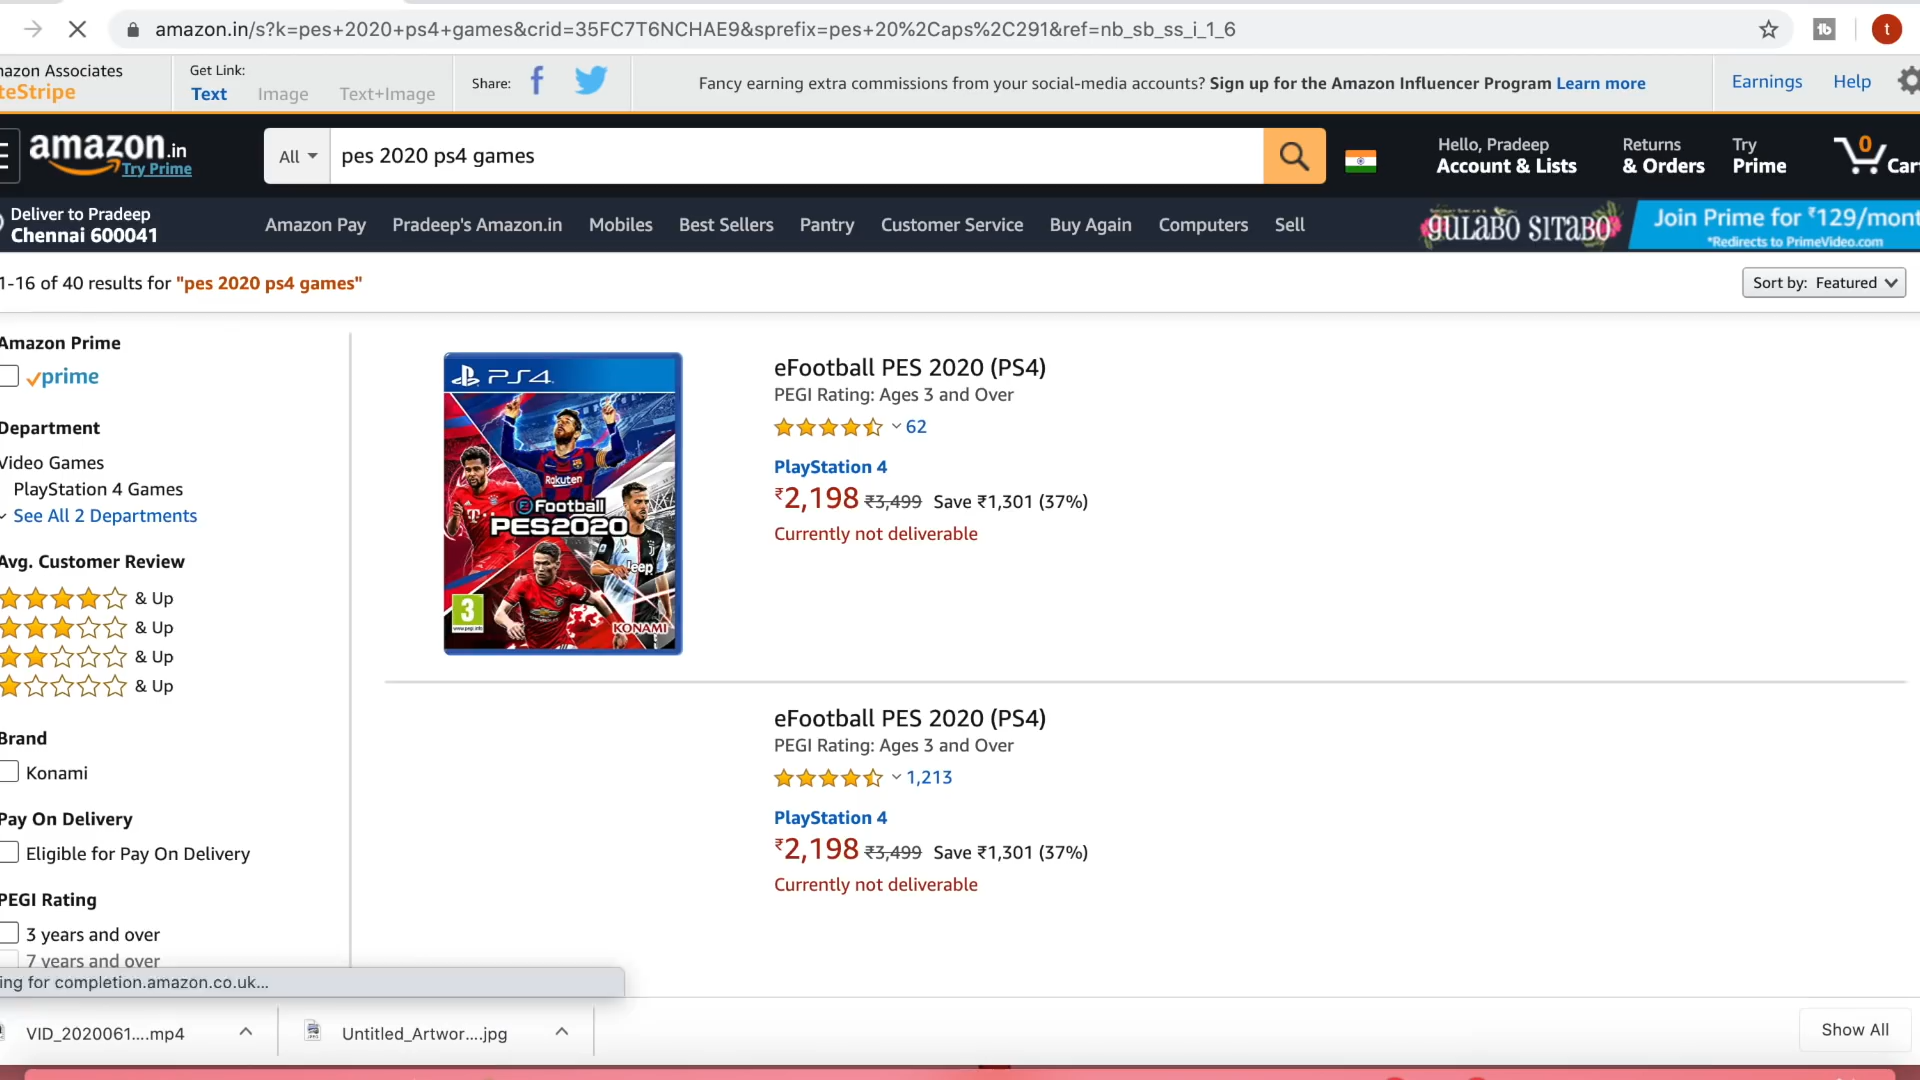 amazon.in/s?k=pes+2020+ps4+games&crid=35FC7T6NCHAE9&sprefix=pes+20%2Caps%2C291&ref=nb_sb_ss_i_1_6
t
azon Associates
teStripe
Get Link:
Text Image Text+Image
Share:
Fancy earning extra commissions from your social-media accounts? Sign up for the Amazon Influencer Program Learn more
Earnings Help
amazon.in
Try Prime
All
pes 2020 ps4 games
Hello, Pradeep
Account & Lists
Returns
& Orders
Try
Prime
0
Car
Deliver to Pradeep
Chennai 600041
Amazon Pay Pradeep's Amazon.in Mobiles Best Sellers Pantry Customer Service Buy Again Computers Sell
GULABO SITABO
Join Prime for ₹129/mont
*Redirects to PrimeVideo.com
1-16 of 40 results for "pes 2020 ps4 games"
Sort by: Featured
Amazon Prime
prime
Department
Video Games
PlayStation 4 Games
See All 2 Departments
Avg. Customer Review
& Up
& Up
& Up
& Up
Brand
Konami
Pay On Delivery
Eligible for Pay On Delivery
PEGI Rating
3 years and over
7 years and over
PS4
Rakuten
eFootball
PES2020
Jeep
3
www.pegi.info
KONAMI
eFootball PES 2020 (PS4)
PEGI Rating: Ages 3 and Over
62
PlayStation 4
₹2,198 ₹3,499 Save ₹1,301 (37%)
Currently not deliverable
eFootball PES 2020 (PS4)
PEGI Rating: Ages 3 and Over
1,213
PlayStation 4
₹2,198 ₹3,499 Save ₹1,301 (37%)
Currently not deliverable
ing for completion.amazon.co.uk...
VID_2020061....mp4
Untitled_Artwor....jpg
Show All